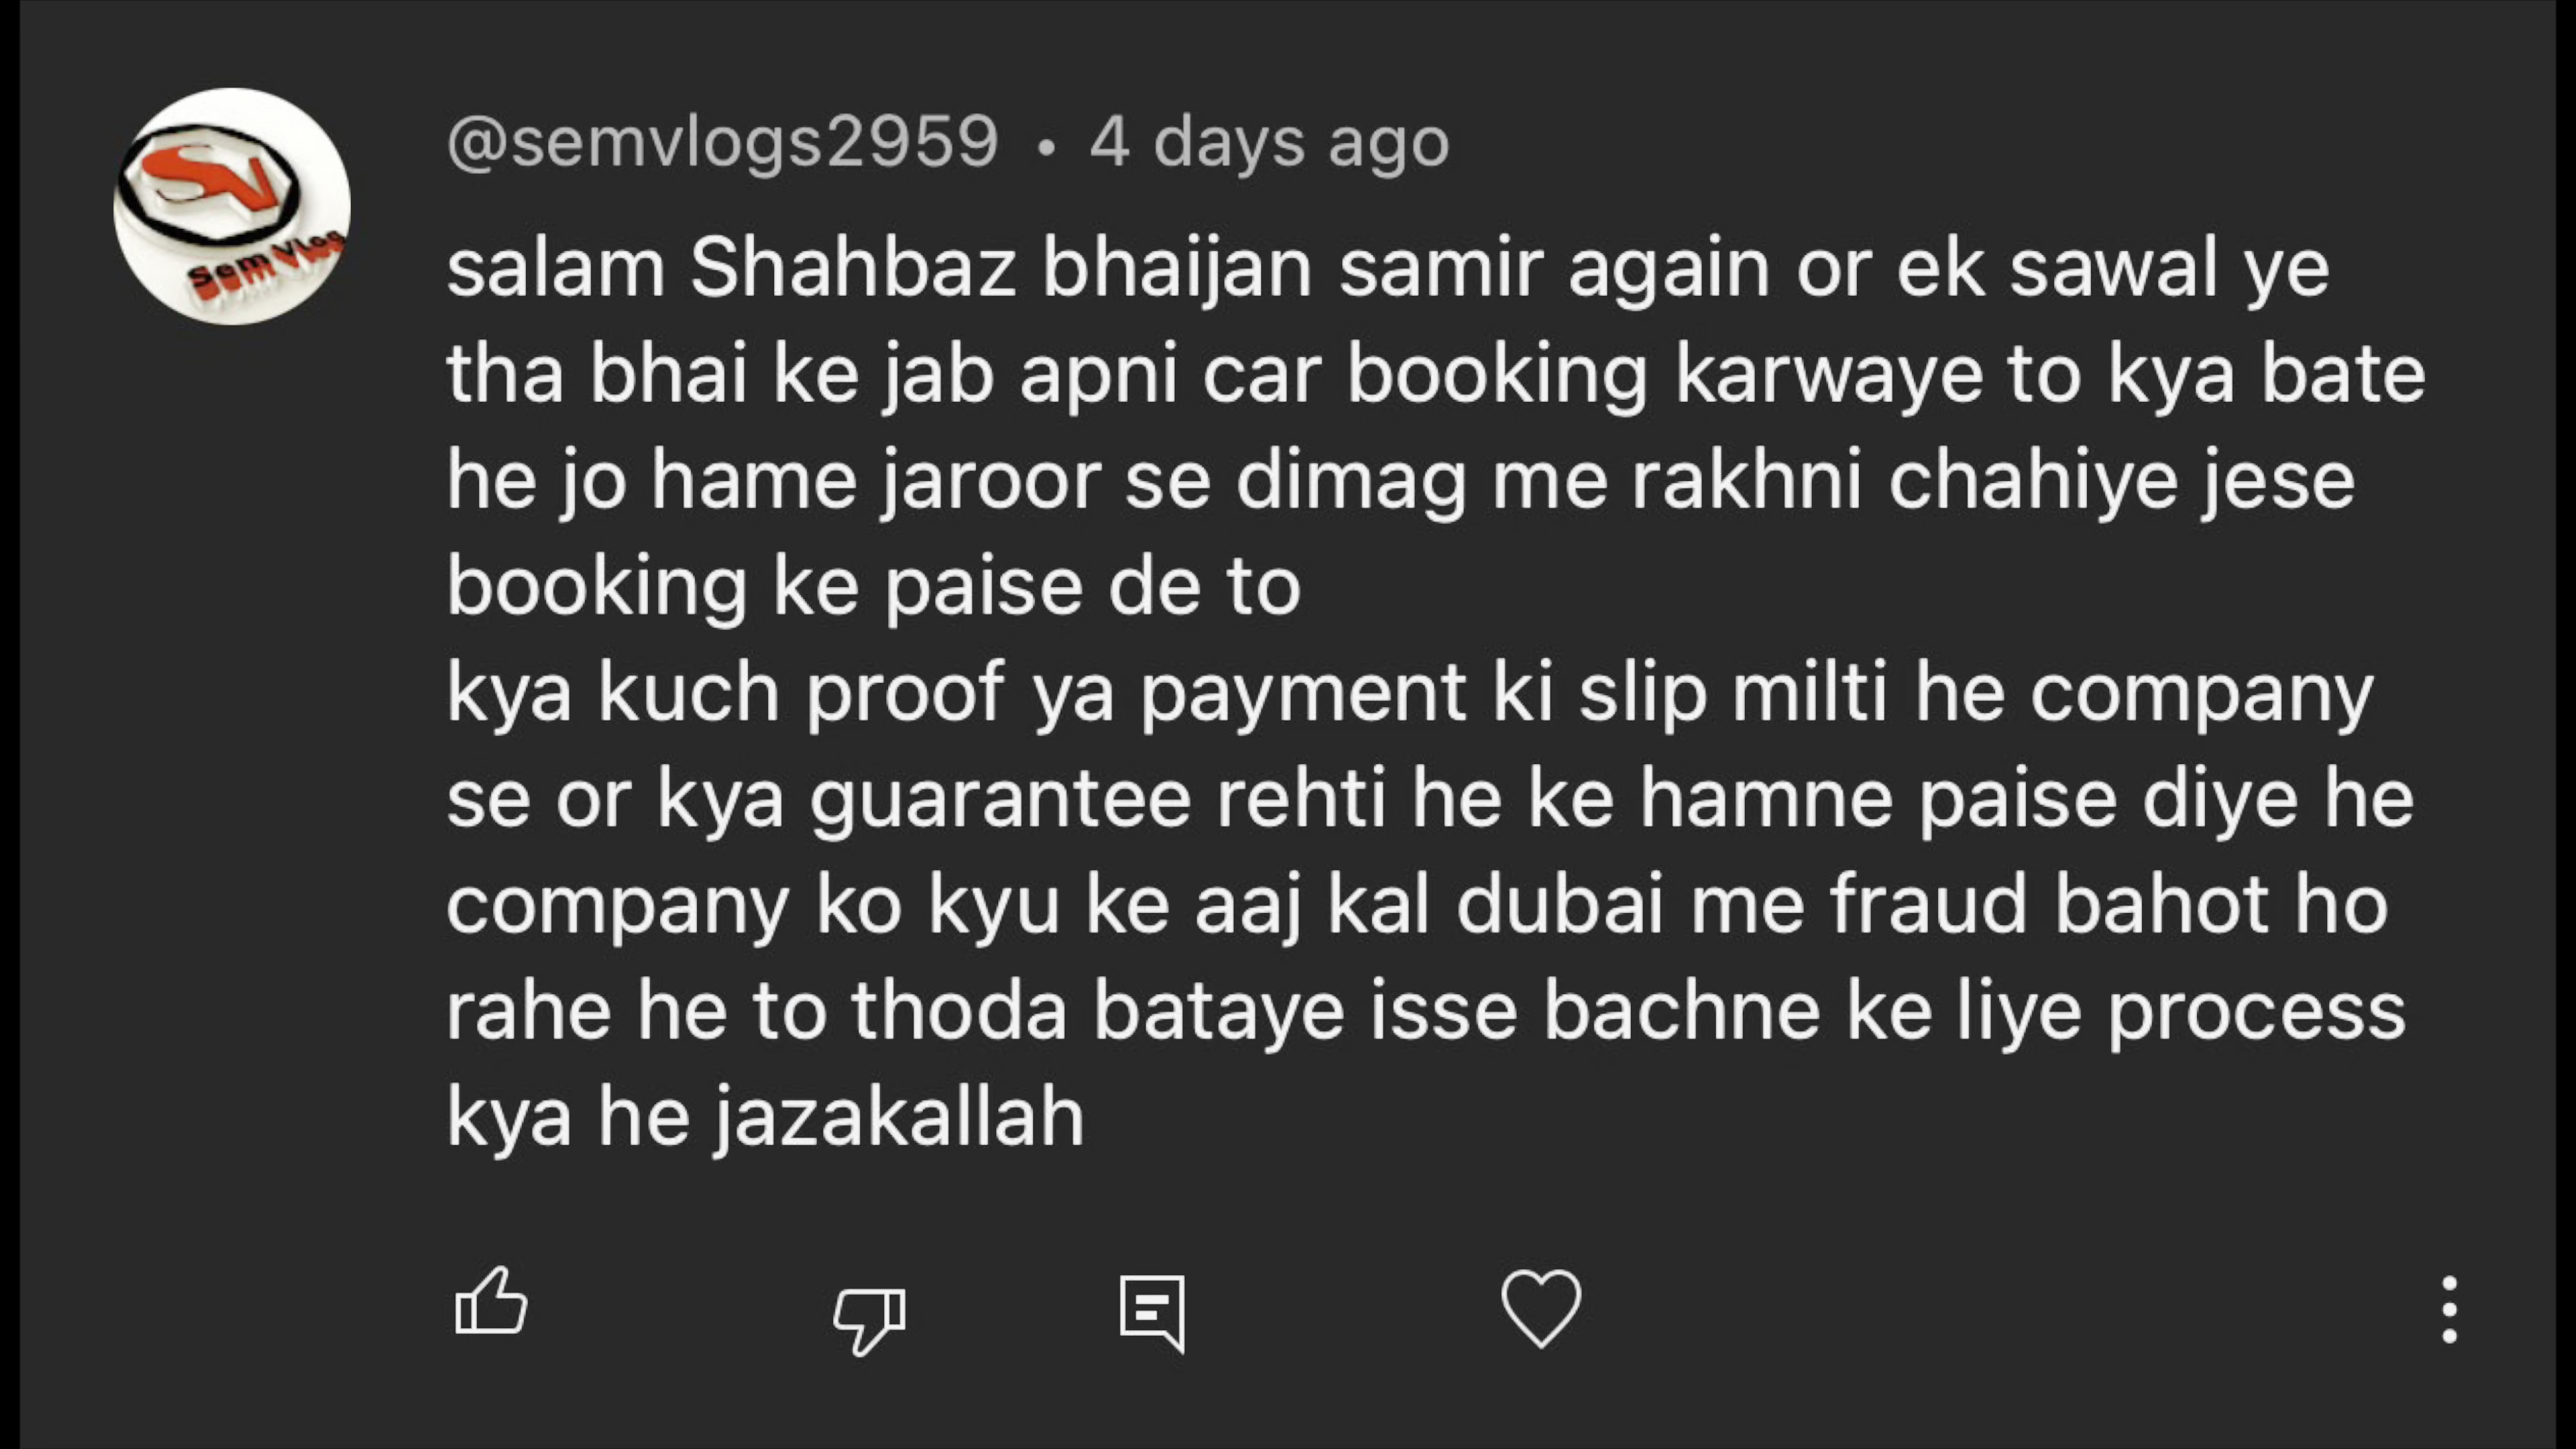 SV
Sem Vlog
@semvlogs2959 • 4 days ago
salam Shahbaz bhaijan samir again or ek sawal ye
tha bhai ke jab apni car booking karwaye to kya bate
he jo hame jaroor se dimag me rakhni chahiye jese
booking ke paise de to
kya kuch proof ya payment ki slip milti he company
se or kya guarantee rehti he ke hamne paise diye he
company ko kyu ke aaj kal dubai me fraud bahot ho
rahe he to thoda bataye isse bachne ke liye process
kya he jazakallah